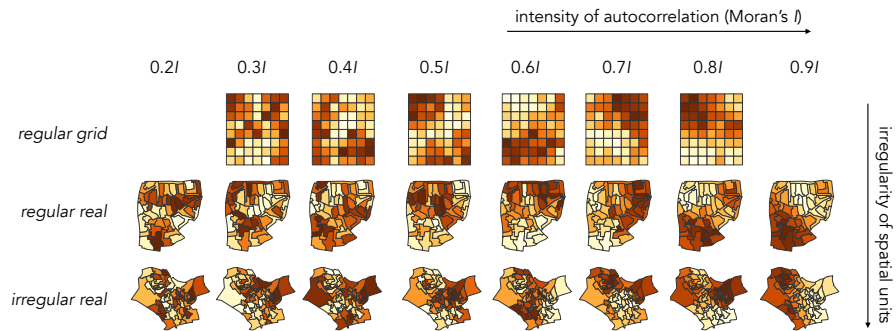 intensity of autocorrelation (Moran's I)
0.2I 0.3I 0.4I 0.5I 0.6I 0.7I 0.8I 0.9I
regular grid
regular real
irregular real
irregularity of spatial units